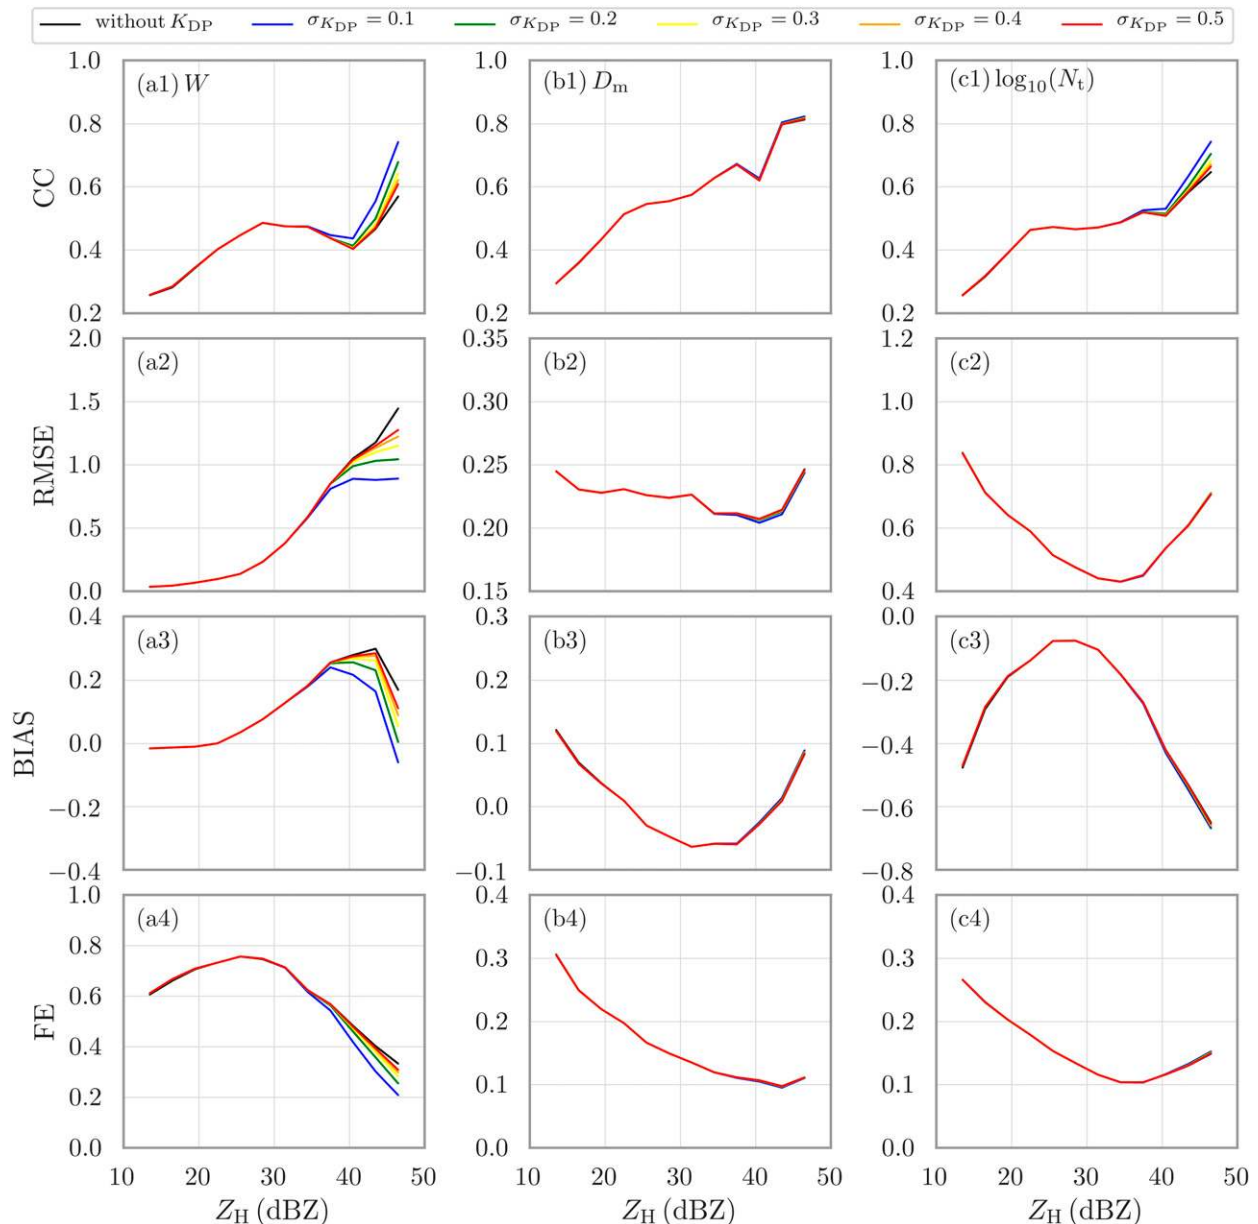 without K_DP σ_K_DP = 0.1 σ_K_DP = 0.2 σ_K_DP = 0.3 σ_K_DP = 0.4 σ_K_DP = 0.5
(a1) W (b1) D_m (c1) log₁₀(N_t)
CC
1.0 1.0 1.0
0.8 0.8 0.8
0.6 0.6 0.6
0.4 0.4 0.4
0.2 0.2 0.2
(a2) (b2) (c2)
RMSE
2.0 0.35 1.2
1.5 0.30 1.0
1.0 0.25 0.8
0.5 0.20 0.6
0.0 0.15 0.4
(a3) (b3) (c3)
BIAS
0.4 0.3 0.0
0.2 0.2 −0.2
0.0 0.1 −0.4
−0.2 0.0 −0.6
−0.4 −0.1 −0.8
(a4) (b4) (c4)
FE
1.0 0.4 0.4
0.8 0.3 0.3
0.6 0.2 0.2
0.4 0.1 0.1
0.2
0.0 0.0 0.0
10 20 30 40 50 10 20 30 40 50 10 20 30 40 50
Z_H (dBZ) Z_H (dBZ) Z_H (dBZ)